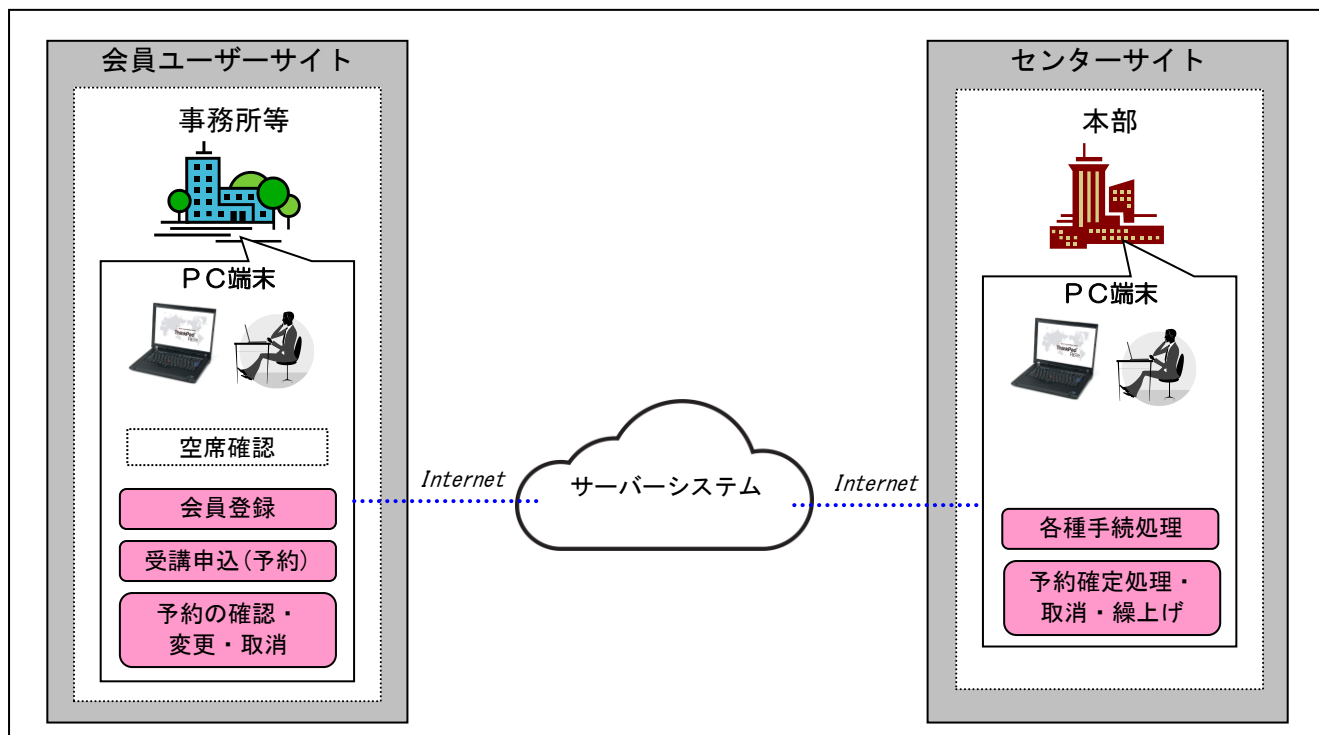 会員ユーザーサイト
事務所等
PC端末
ThinkPad
空席確認
会員登録
受講申込(予約)
予約の確認・
変更・取消
Internet
サーバーシステム
Internet
センターサイト
本部
PC端末
ThinkPad
各種手続処理
予約確定処理・
取消・繰上げ